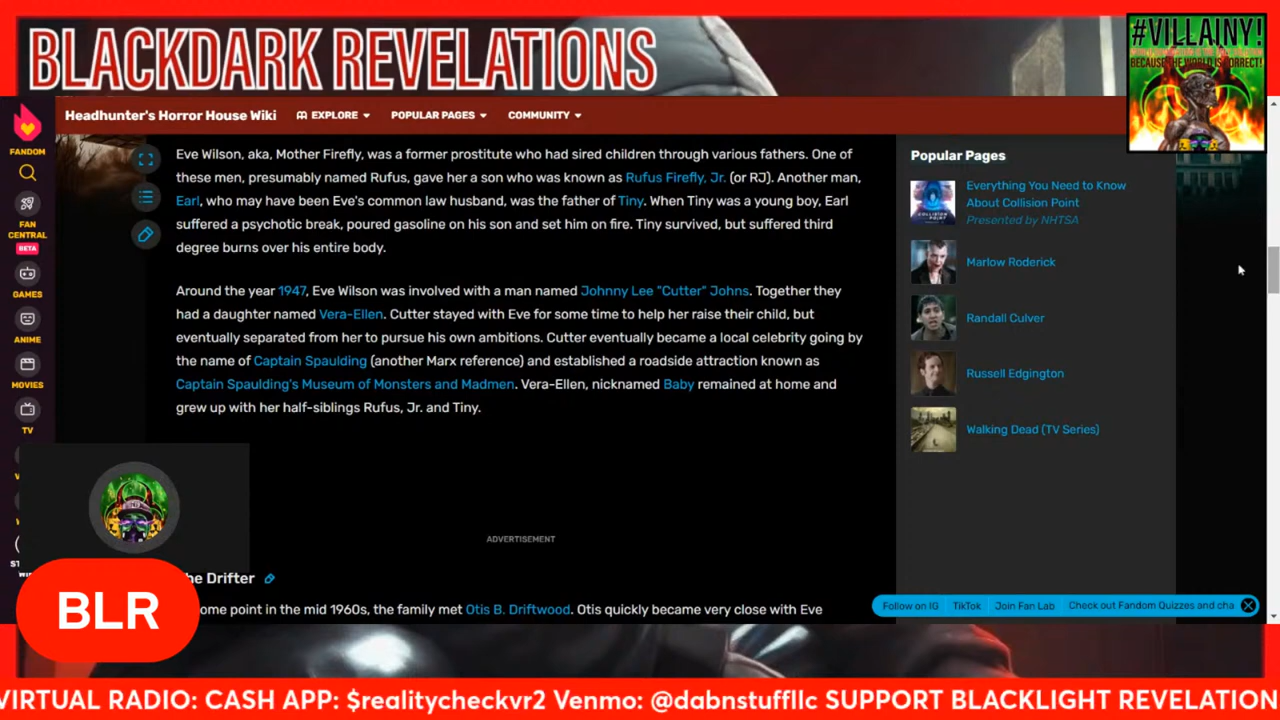 BLACKDARK REVELATIONS
#VILLAINY!
BECAUSE THE WORLD IS CORRECT!
FANDOM
FAN
CENTRAL
BETA
GAMES
ANIME
MOVIES
TV
Headhunter's Horror House Wiki
EXPLORE
POPULAR PAGES
COMMUNITY
Eve Wilson, aka, Mother Firefly, was a former prostitute who had sired children through various fathers. One of
these men, presumably named Rufus, gave her a son who was known as Rufus Firefly, Jr. (or RJ). Another man,
Earl, who may have been Eve's common law husband, was the father of Tiny. When Tiny was a young boy, Earl
suffered a psychotic break, poured gasoline on his son and set him on fire. Tiny survived, but suffered third
degree burns over his entire body.
Around the year 1947, Eve Wilson was involved with a man named Johnny Lee "Cutter" Johns. Together they
had a daughter named Vera-Ellen. Cutter stayed with Eve for some time to help her raise their child, but
eventually separated from her to pursue his own ambitions. Cutter eventually became a local celebrity going by
the name of Captain Spaulding (another Marx reference) and established a roadside attraction known as
Captain Spaulding's Museum of Monsters and Madmen. Vera-Ellen, nicknamed Baby remained at home and
grew up with her half-siblings Rufus, Jr. and Tiny.
ADVERTISEMENT
he Drifter
ome point in the mid 1960s, the family met Otis B. Driftwood. Otis quickly became very close with Eve
Popular Pages
Everything You Need to Know
About Collision Point
Presented by NHTSA
Marlow Roderick
Randall Culver
Russell Edgington
Walking Dead (TV Series)
Follow on IG
TikTok
Join Fan Lab
Check out Fandom Quizzes and cha
BLR
VIRTUAL RADIO: CASH APP: $realitycheckvr2 Venmo: @dabnstuffllc SUPPORT BLACKLIGHT REVELATION